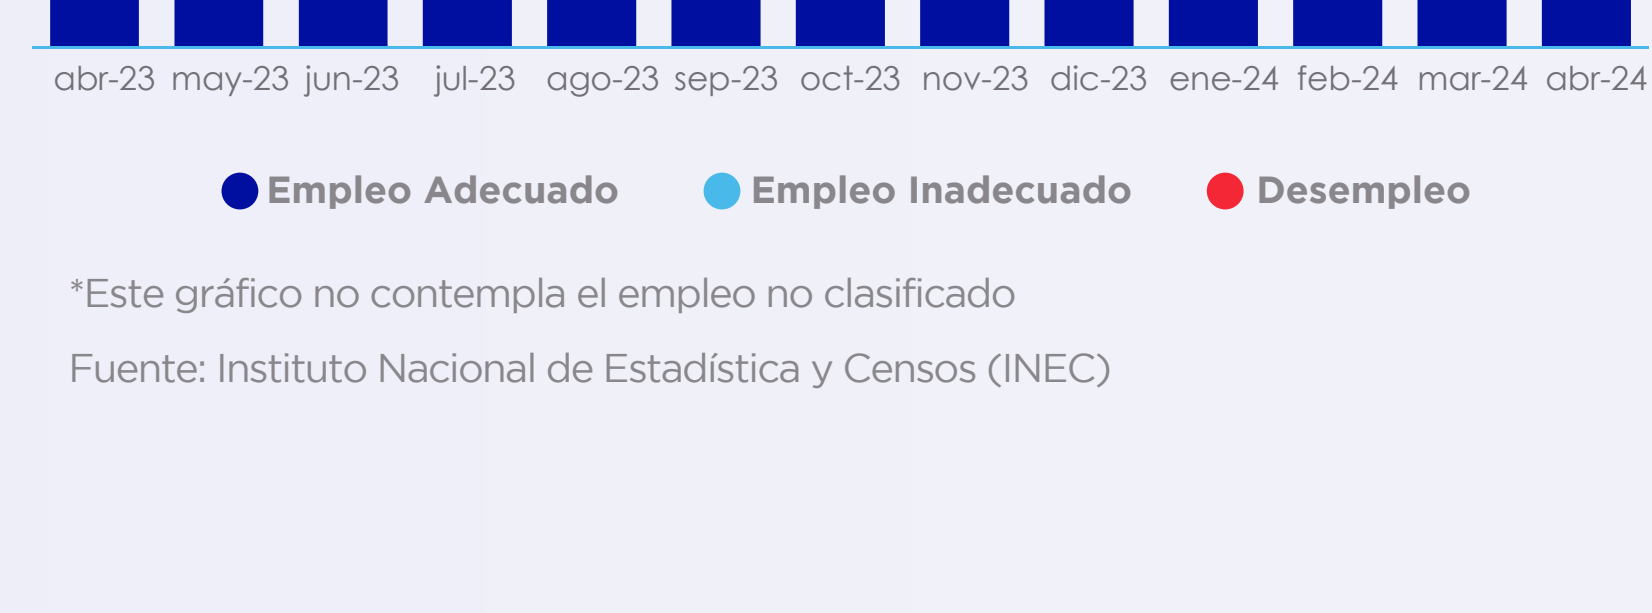 abr-23 may-23 jun-23 jul-23 ago-23 sep-23 oct-23 nov-23 dic-23 ene-24 feb-24 mar-24 abr-24
Empleo Adecuado Empleo Inadecuado Desempleo
*Este gráfico no contempla el empleo no clasificado
Fuente: Instituto Nacional de Estadística y Censos (INEC)